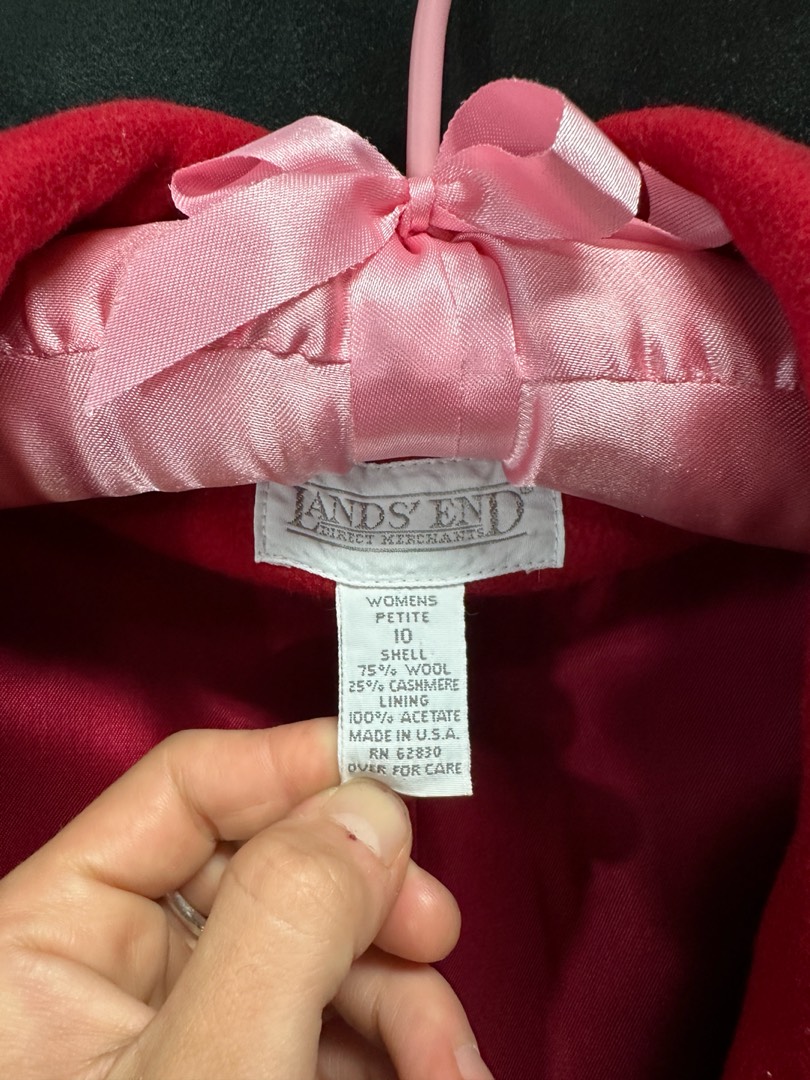 LANDS' END®
DIRECT MERCHANTS
WOMENS
PETITE
10
SHELL
75% WOOL
25% CASHMERE
LINING
100% ACETATE
MADE IN U.S.A.
RN 62830
OVER FOR CARE